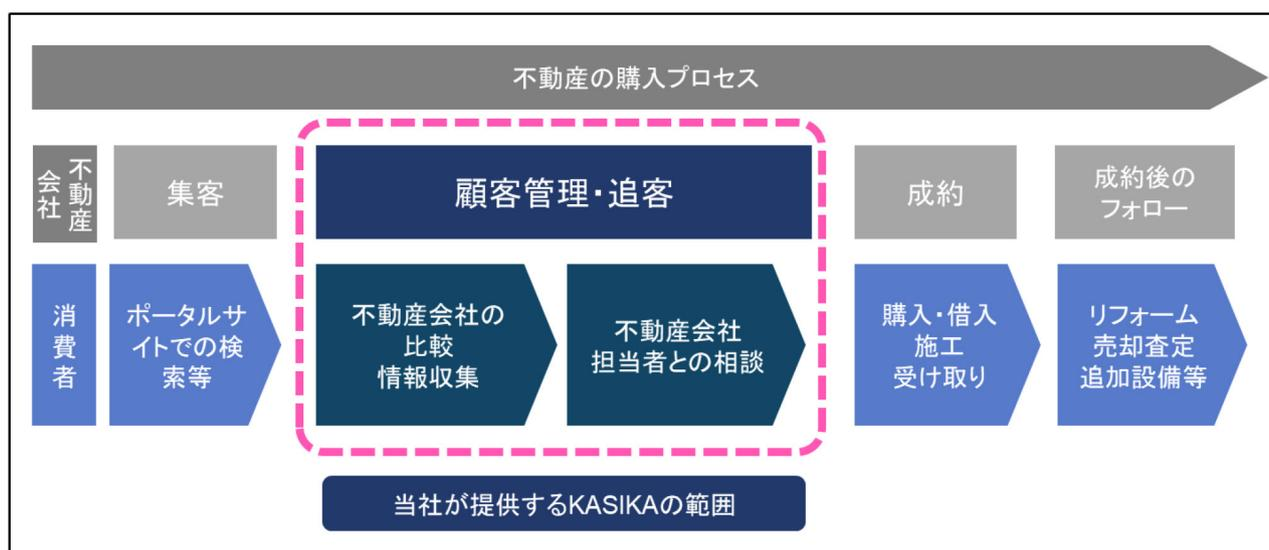 不動産の購入プロセス
不動産
会社
集客
顧客管理・追客
成約
成約後の
フォロー
消費者
ポータルサ
イトでの検
索等
不動産会社の
比較
情報収集
不動産会社
担当者との相談
購入・借入
施工
受け取り
リフォーム
売却査定
追加設備等
当社が提供するKASIKAの範囲